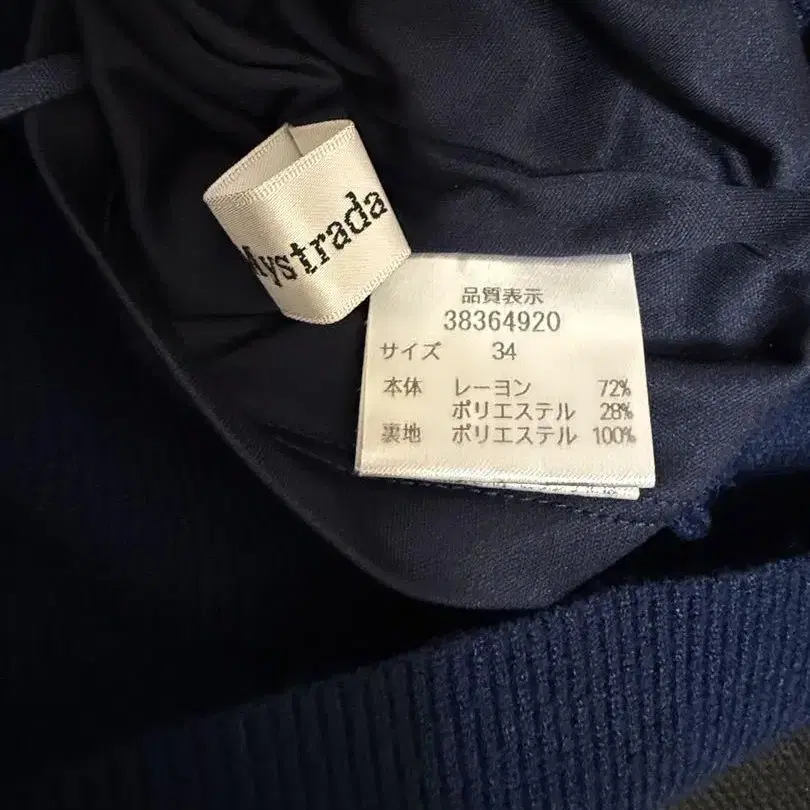 Mystrada
品質表示
38364920
サイズ 34
本体 レーヨン 72%
ポリエステル 28%
裏地 ポリエステル 100%